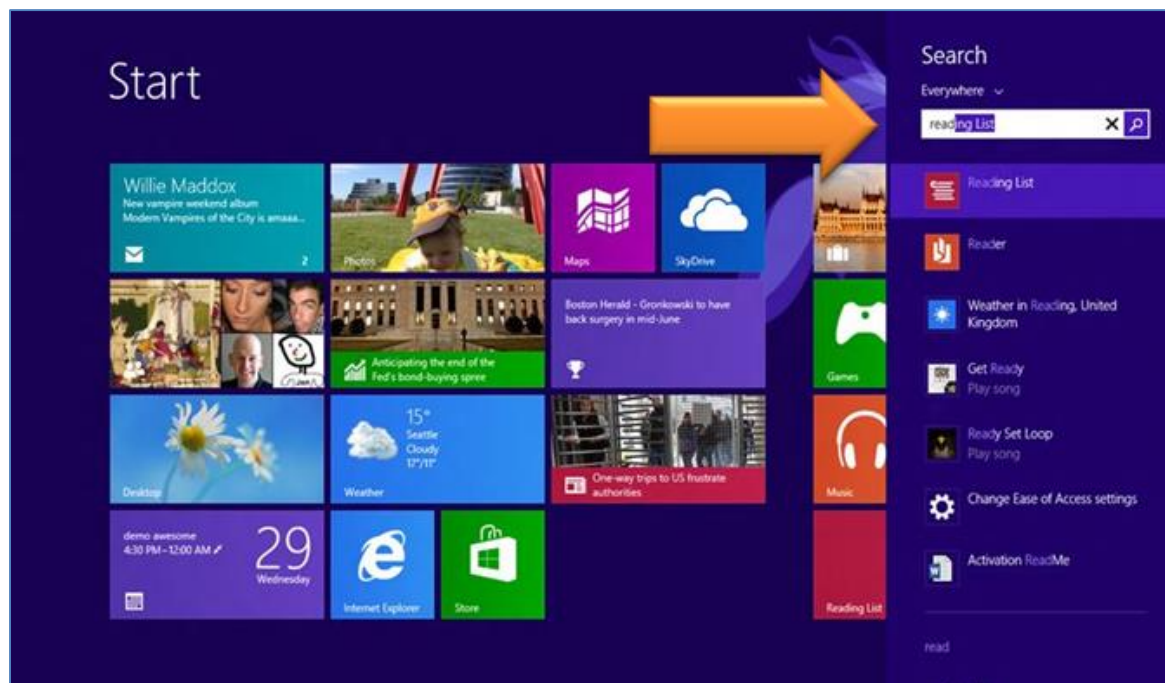 Start
Willie Maddox
New vampire weekend album
Modern Vampires of the City is amaaa...
2
Photos
Maps
SkyDrive
Anticipating the end of the
Fed's bond-buying spree
Boston Herald - Gronkowski to have
back surgery in mid-June
Games
Desktop
15°
Seattle
Cloudy
17°/11°
Weather
One-way trips to US frustrate
authorities
Music
demo awesome
4:30 PM–12:00 AM
29
Wednesday
Internet Explorer
Store
Reading List
Search
Everywhere
reading List
Reading List
Reader
Weather in Reading, United
Kingdom
Get Ready
Play song
Ready Set Loop
Play song
Change Ease of Access settings
Activation ReadMe
read